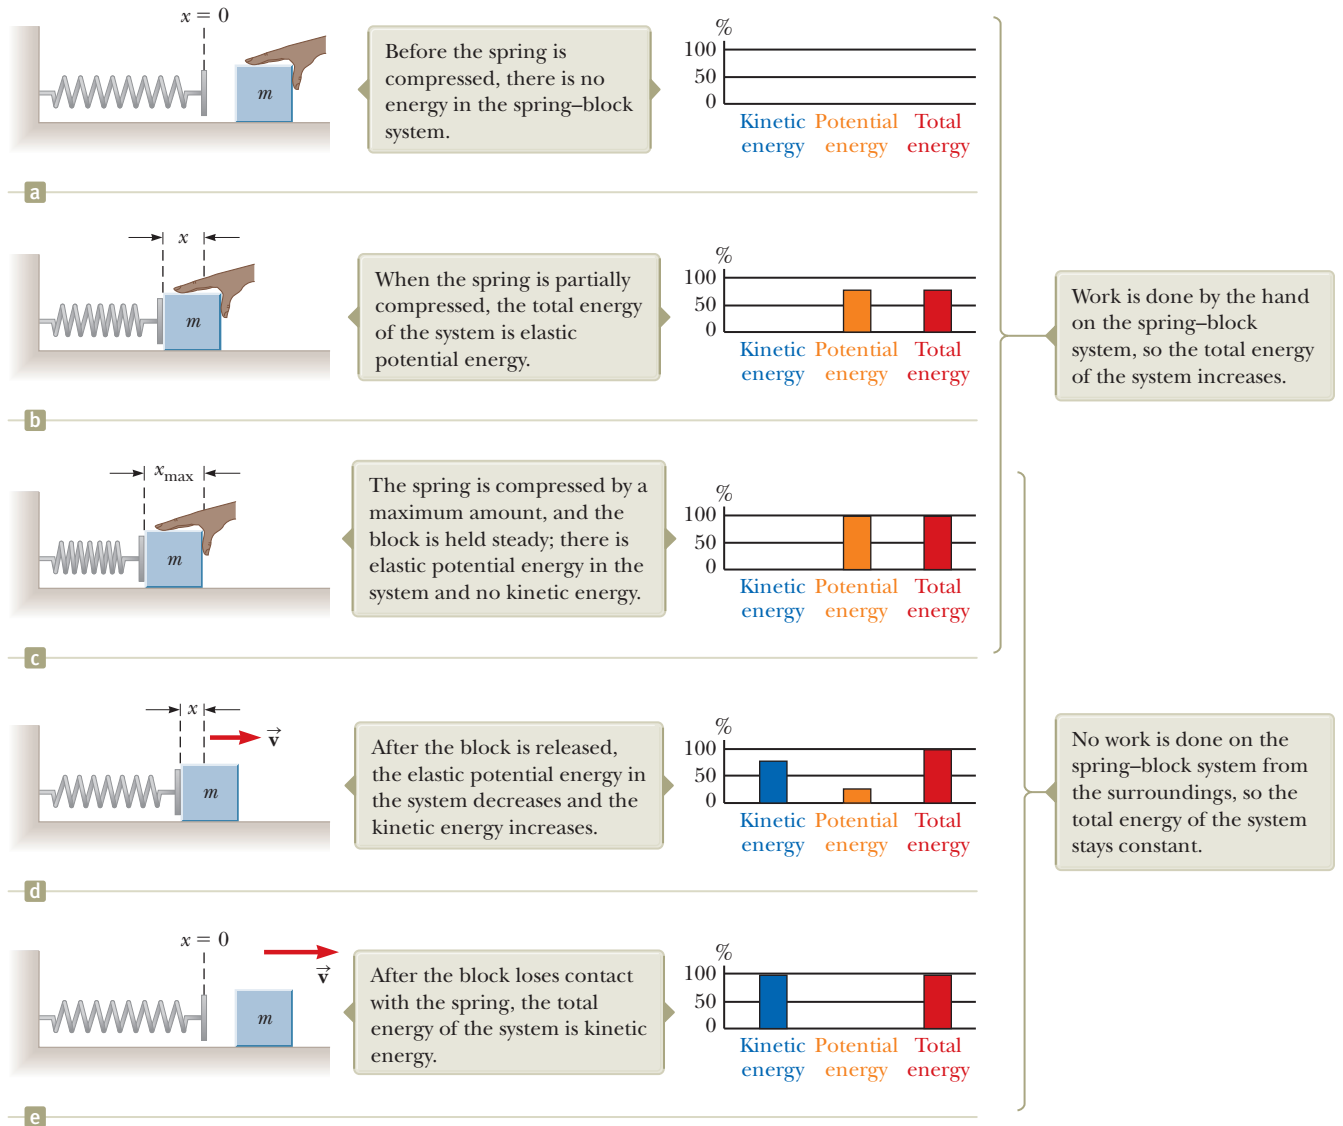 x = 0
m
Before the spring is
compressed, there is no
energy in the spring–block
system.
%
100
50
0
Kinetic energy
Potential energy
Total energy
a
x
m
When the spring is partially
compressed, the total energy
of the system is elastic
potential energy.
%
100
50
0
Kinetic energy
Potential energy
Total energy
b
Work is done by the hand
on the spring–block
system, so the total energy
of the system increases.
xmax
m
The spring is compressed by a
maximum amount, and the
block is held steady; there is
elastic potential energy in the
system and no kinetic energy.
%
100
50
0
Kinetic energy
Potential energy
Total energy
c
x
v⃗
m
After the block is released,
the elastic potential energy in
the system decreases and the
kinetic energy increases.
%
100
50
0
Kinetic energy
Potential energy
Total energy
d
No work is done on the
spring–block system from
the surroundings, so the
total energy of the system
stays constant.
x = 0
v⃗
m
After the block loses contact
with the spring, the total
energy of the system is kinetic
energy.
%
100
50
0
Kinetic energy
Potential energy
Total energy
e